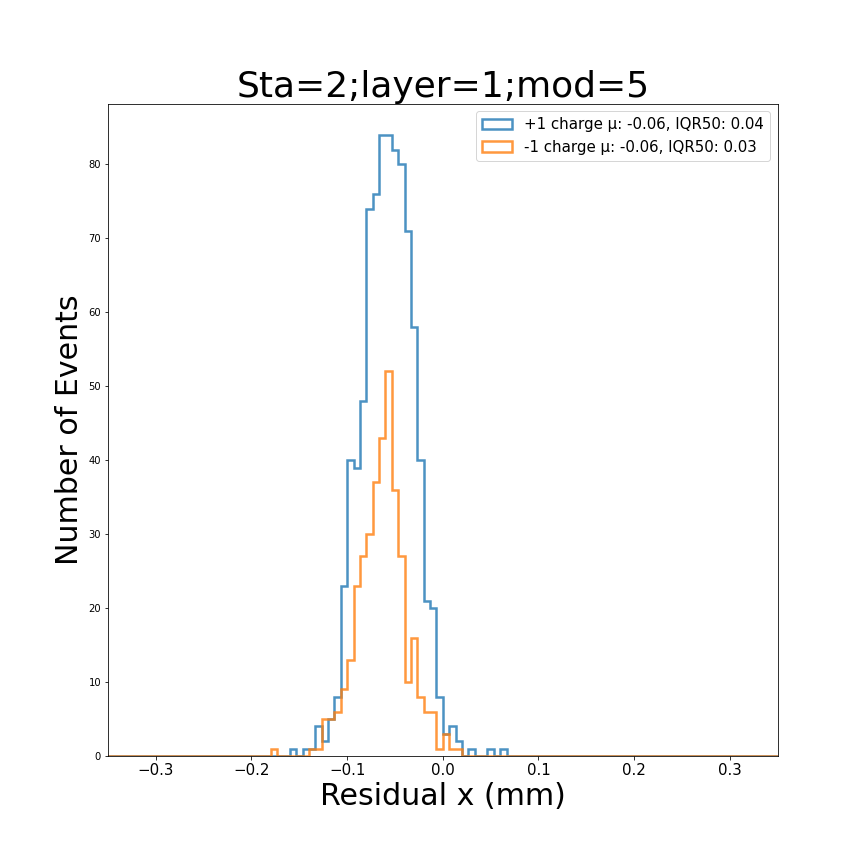 Sta=2;layer=1;mod=5
+1 charge μ: -0.06, IQR50: 0.04
-1 charge μ: -0.06, IQR50: 0.03
80
70
60
50
40
30
20
10
0
Number of Events
−0.3 −0.2 −0.1 0.0 0.1 0.2 0.3
Residual x (mm)